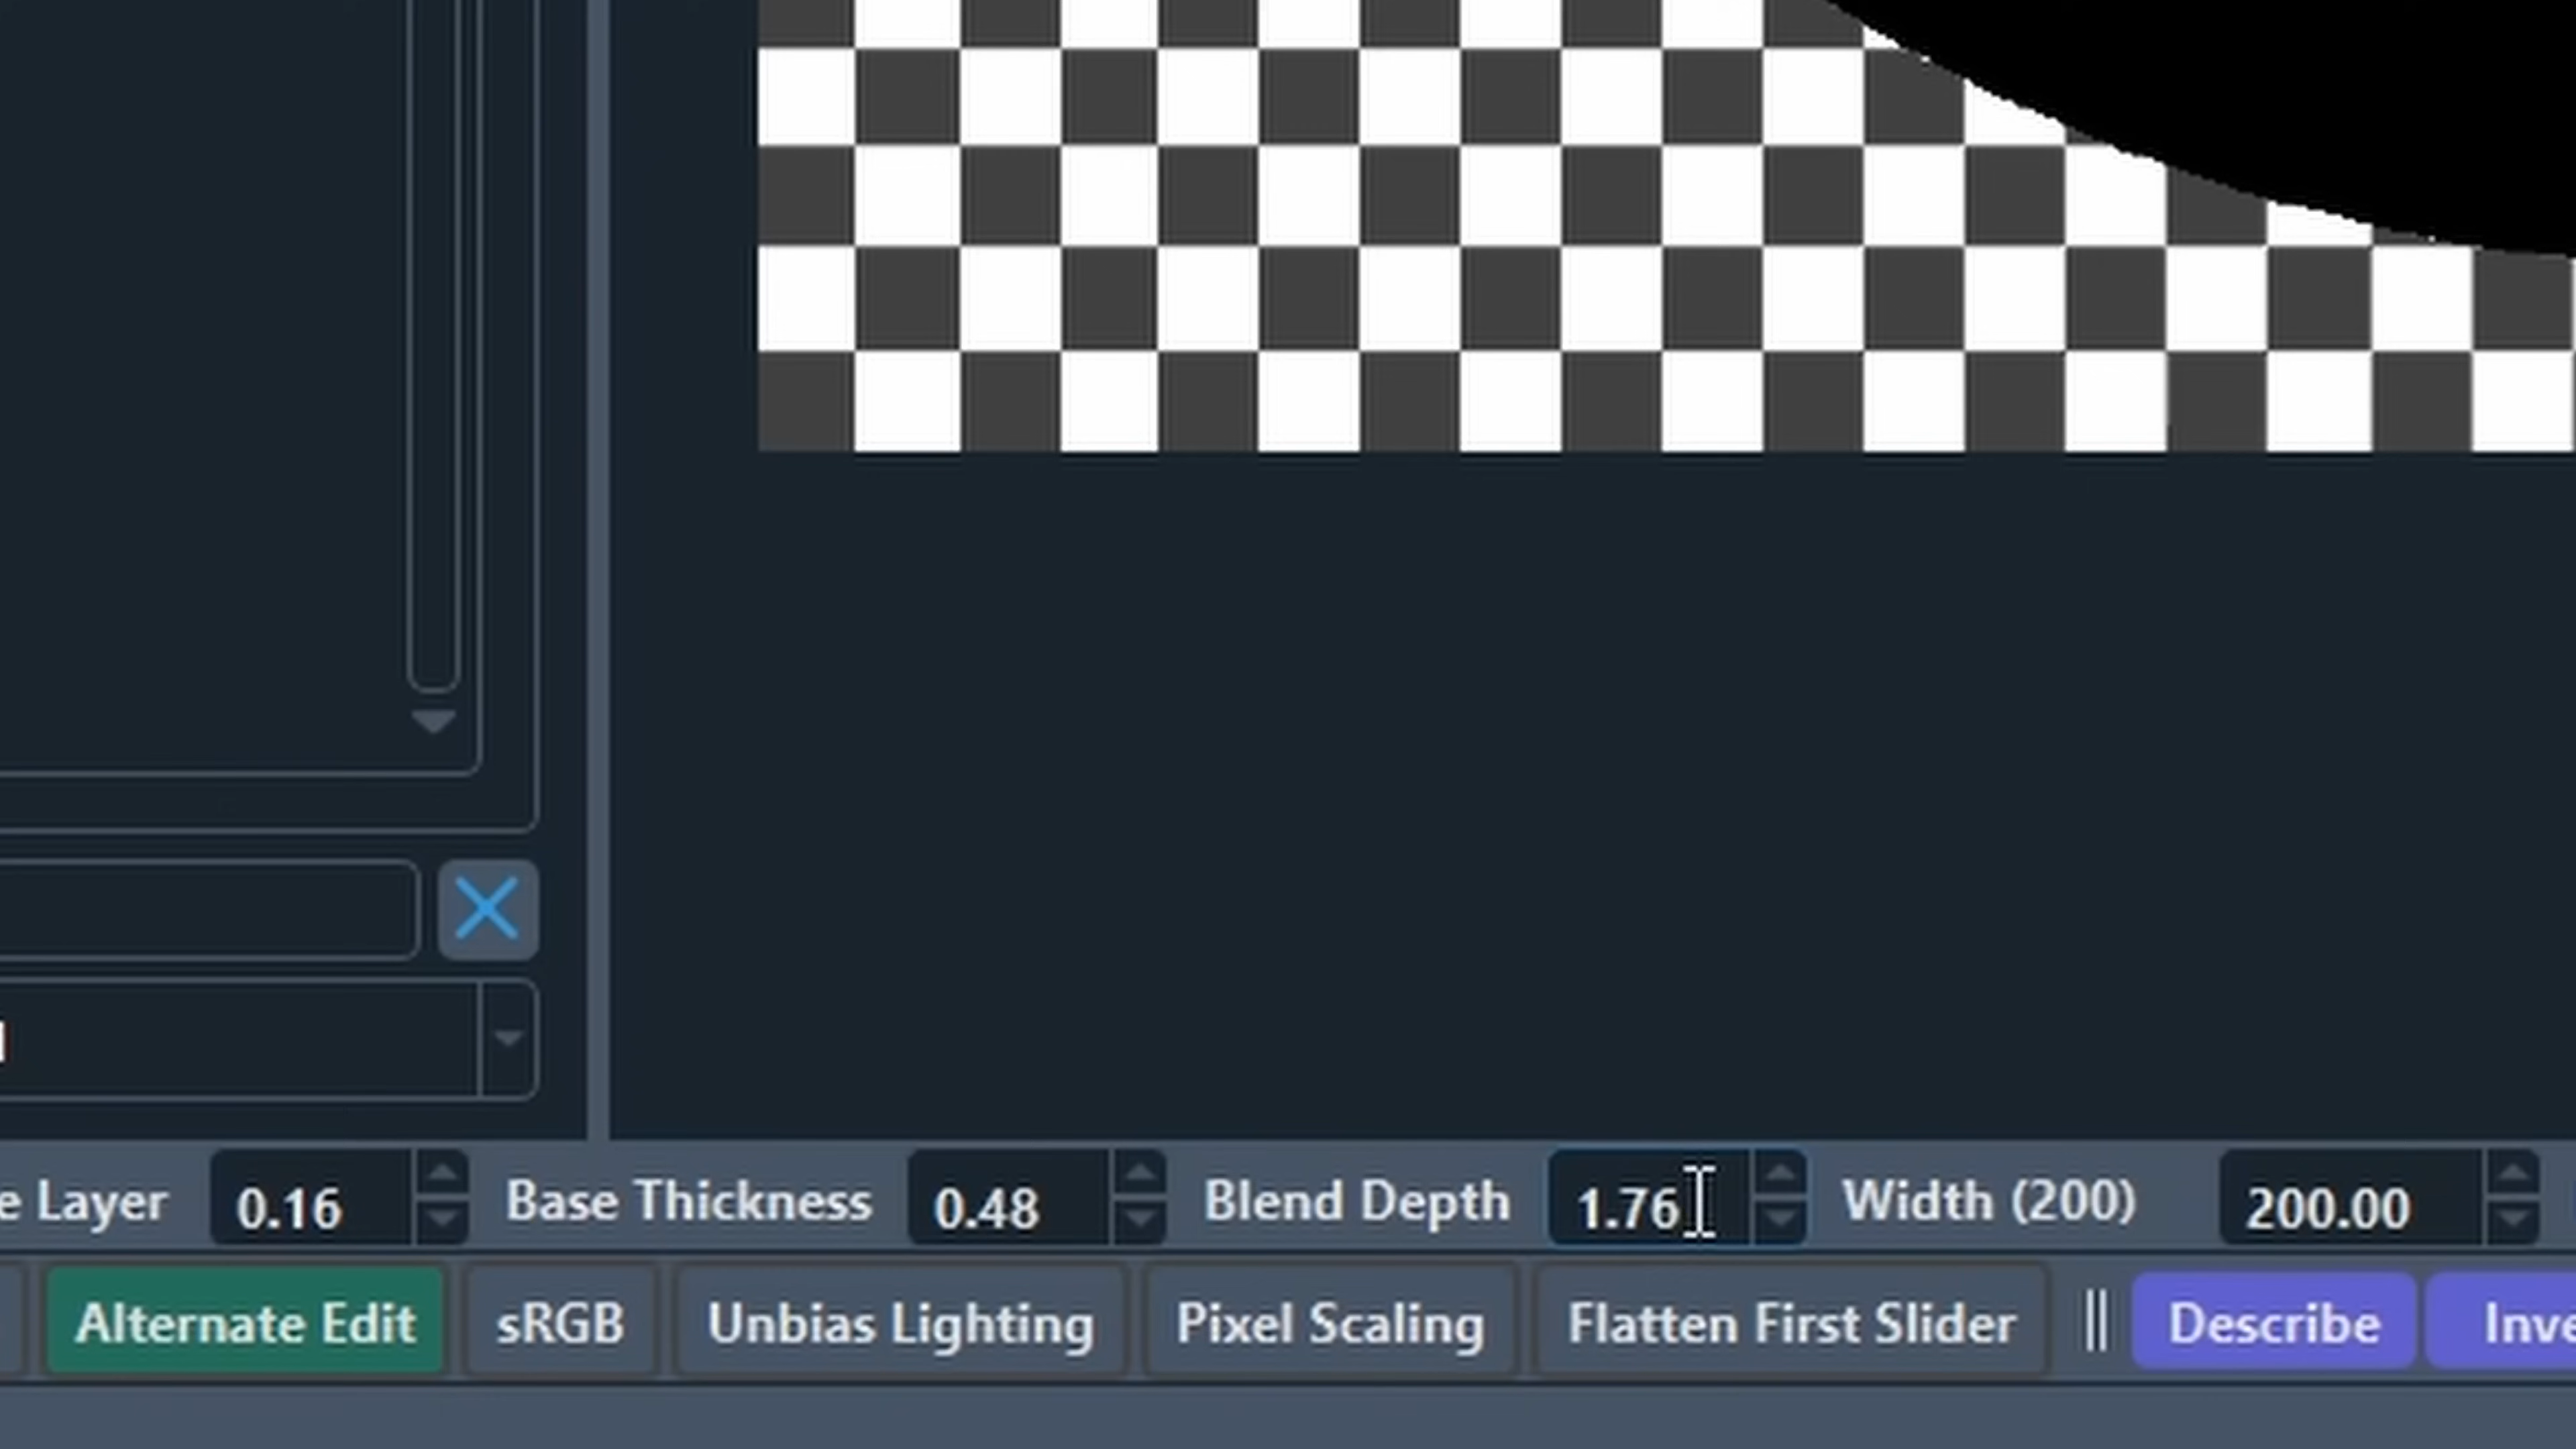 e Layer 0.16 Base Thickness 0.48 Blend Depth 1.76 Width (200) 200.00
Alternate Edit sRGB Unbias Lighting Pixel Scaling Flatten First Slider Describe Inve